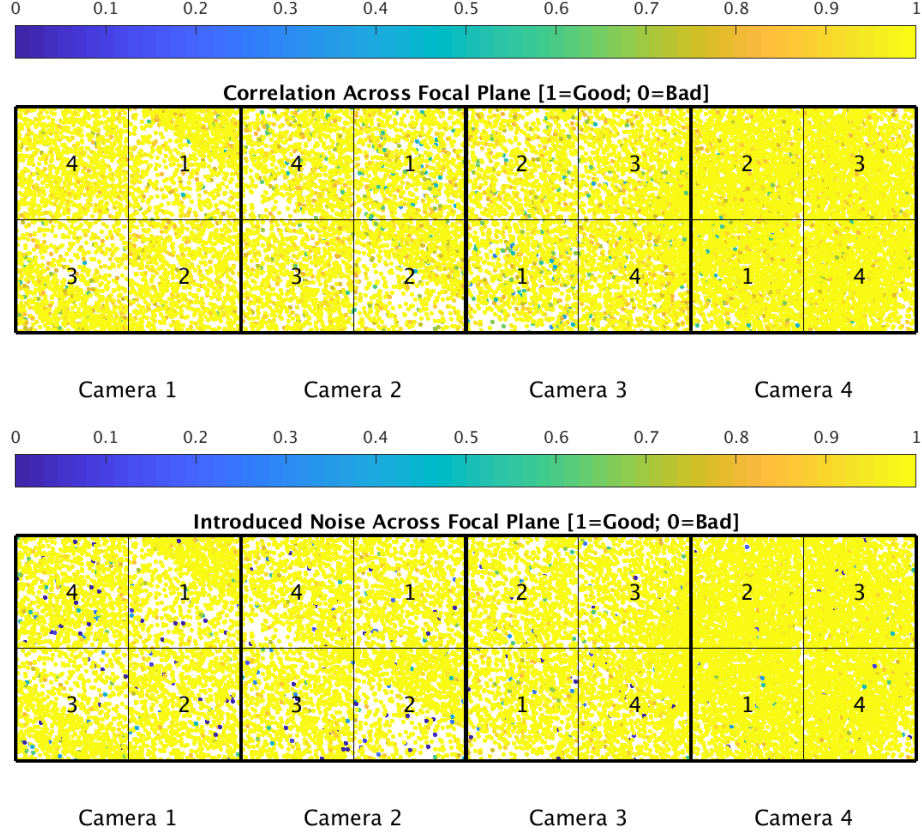 0 0.1 0.2 0.3 0.4 0.5 0.6 0.7 0.8 0.9 1
Correlation Across Focal Plane [1=Good; 0=Bad]
4 1 4 1 2 3 2 3
3 2 3 2 1 4 1 4
Camera 1 Camera 2 Camera 3 Camera 4
0 0.1 0.2 0.3 0.4 0.5 0.6 0.7 0.8 0.9 1
Introduced Noise Across Focal Plane [1=Good; 0=Bad]
4 1 4 1 2 3 2 3
3 2 3 2 1 4 1 4
Camera 1 Camera 2 Camera 3 Camera 4